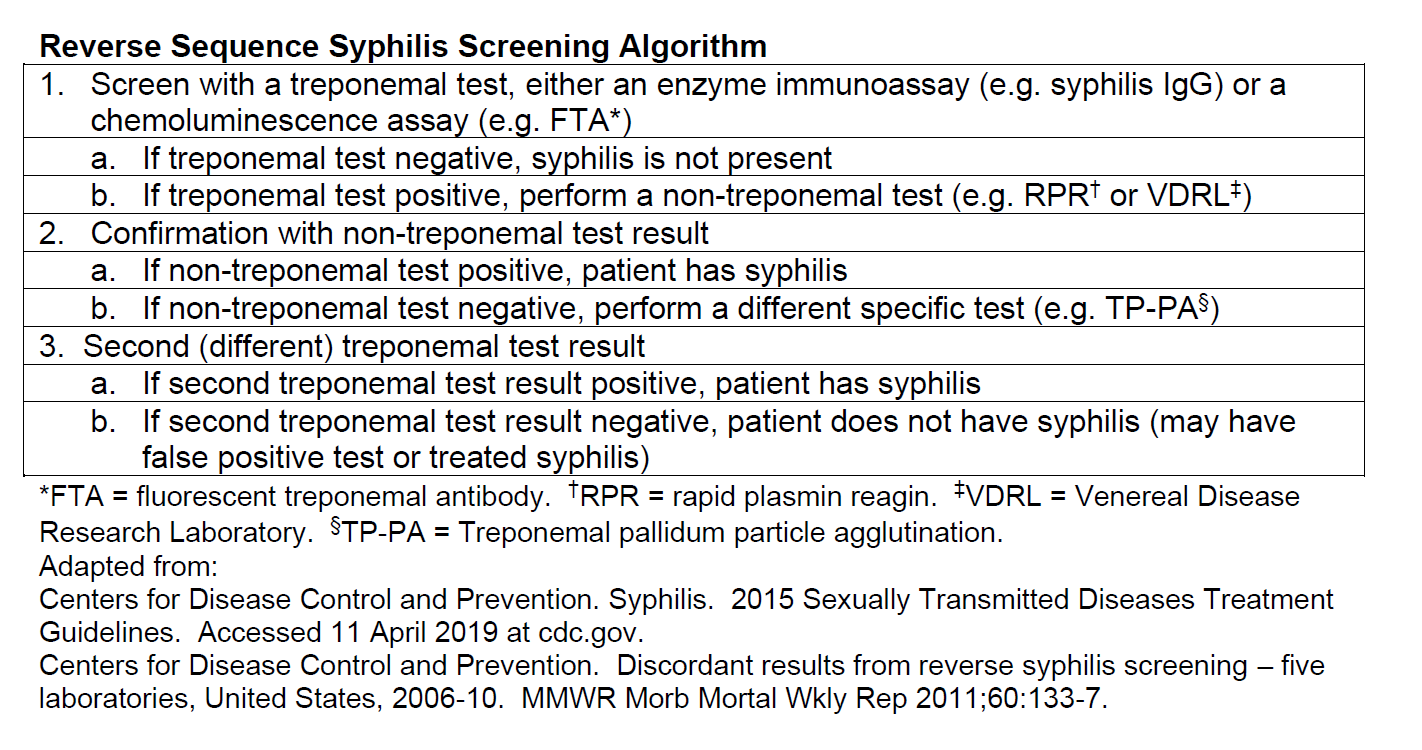 Reverse Sequence Syphilis Screening Algorithm
1. Screen with a treponemal test, either an enzyme immunoassay (e.g. syphilis IgG) or a
chemoluminescence assay (e.g. FTA*)
a. If treponemal test negative, syphilis is not present
b. If treponemal test positive, perform a non-treponemal test (e.g. RPR† or VDRL‡)
2. Confirmation with non-treponemal test result
a. If non-treponemal test positive, patient has syphilis
b. If non-treponemal test negative, perform a different specific test (e.g. TP-PA§)
3. Second (different) treponemal test result
a. If second treponemal test result positive, patient has syphilis
b. If second treponemal test result negative, patient does not have syphilis (may have
false positive test or treated syphilis)
*FTA = fluorescent treponemal antibody. †RPR = rapid plasmin reagin. ‡VDRL = Venereal Disease
Research Laboratory. §TP-PA = Treponemal pallidum particle agglutination.
Adapted from:
Centers for Disease Control and Prevention. Syphilis. 2015 Sexually Transmitted Diseases Treatment
Guidelines. Accessed 11 April 2019 at cdc.gov.
Centers for Disease Control and Prevention. Discordant results from reverse syphilis screening – five
laboratories, United States, 2006-10. MMWR Morb Mortal Wkly Rep 2011;60:133-7.